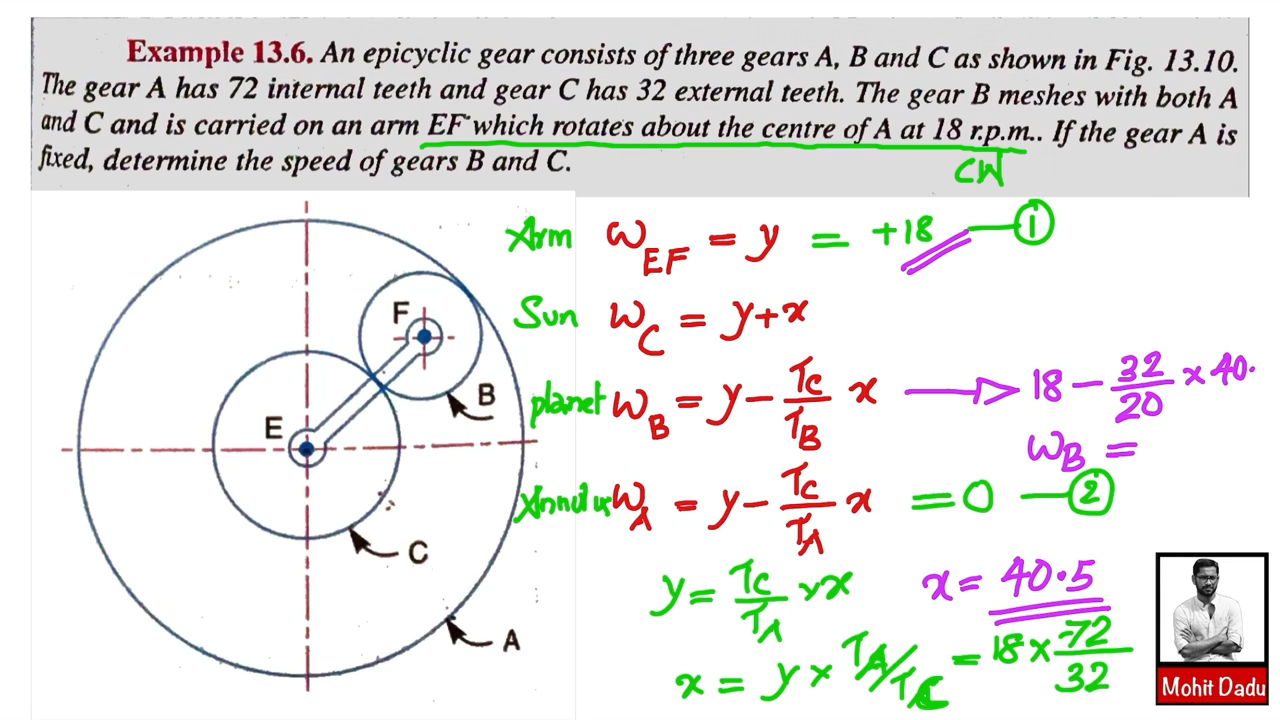 Example 13.6. An epicyclic gear consists of three gears A, B and C as shown in Fig. 13.10.
The gear A has 72 internal teeth and gear C has 32 external teeth. The gear B meshes with both A
and C and is carried on an arm EF which rotates about the centre of A at 18 r.p.m.. If the gear A is
fixed, determine the speed of gears B and C.
CW
Arm ω_EF = y = +18 — ①
Sun ω_C = y + x
planet ω_B = y - T_C/T_B x → 18 - 32/20 × 40.
ω_B =
Annulus ω_A = y - T_C/T_A x = 0 — ②
y = T_C/T_A × x
x = 40.5
x = y × T_A/T_C = 18 × 72/32
F
B
E
C
A
Mohit Dadu